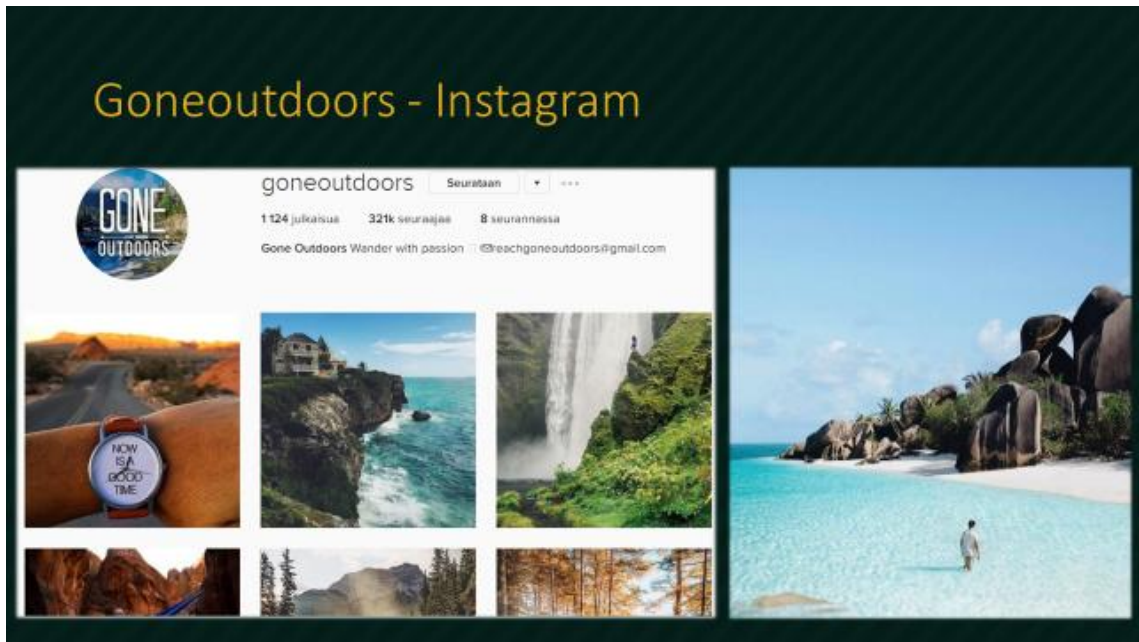 Goneoutdoors - Instagram
GONE
OUTDOORS
goneoutdoors Seurataan
1 124 julkaisua 321k seuraajaa 8 seurannassa
Gone Outdoors Wander with passion reachgoneoutdoors@gmail.com
NOW
IS A
GOOD
TIME